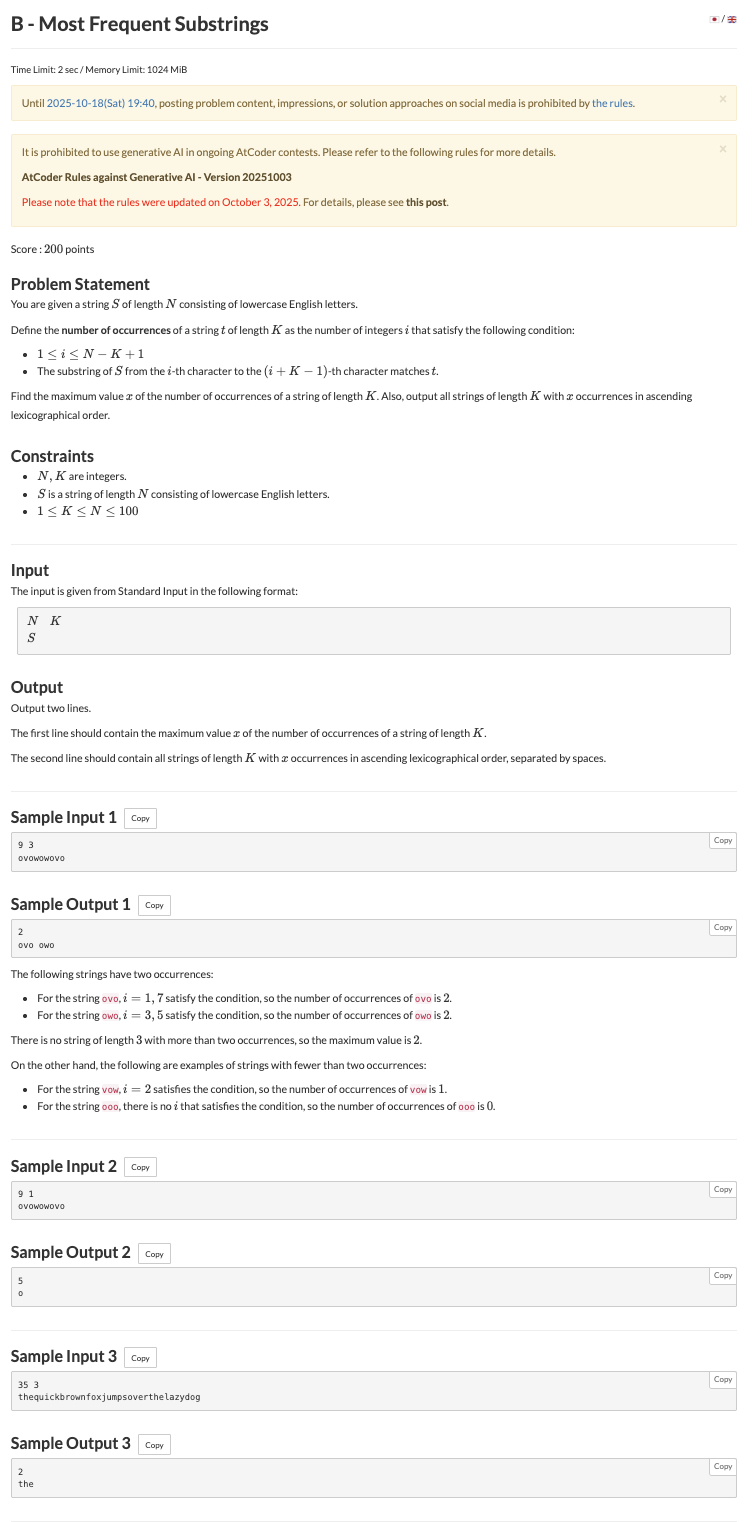 B - Most Frequent Substrings
/
Time Limit: 2 sec / Memory Limit: 1024 MiB
Until 2025-10-18(Sat) 19:40, posting problem content, impressions, or solution approaches on social media is prohibited by the rules.
×
It is prohibited to use generative AI in ongoing AtCoder contests. Please refer to the following rules for more details.
×
AtCoder Rules against Generative AI - Version 20251003
Please note that the rules were updated on October 3, 2025. For details, please see this post.
Score : 200 points
Problem Statement
You are given a string S of length N consisting of lowercase English letters.
Define the number of occurrences of a string t of length K as the number of integers i that satisfy the following condition:
• 1 ≤ i ≤ N − K + 1
• The substring of S from the i-th character to the (i + K − 1)-th character matches t.
Find the maximum value x of the number of occurrences of a string of length K. Also, output all strings of length K with x occurrences in ascending
lexicographical order.
Constraints
• N, K are integers.
• S is a string of length N consisting of lowercase English letters.
• 1 ≤ K ≤ N ≤ 100
Input
The input is given from Standard Input in the following format:
N K
S
Output
Output two lines.
The first line should contain the maximum value x of the number of occurrences of a string of length K.
The second line should contain all strings of length K with x occurrences in ascending lexicographical order, separated by spaces.
Sample Input 1 Copy
Copy
9 3
ovowowovo
Sample Output 1 Copy
Copy
2
ovo owo
The following strings have two occurrences:
• For the string ovo, i = 1, 7 satisfy the condition, so the number of occurrences of ovo is 2.
• For the string owo, i = 3, 5 satisfy the condition, so the number of occurrences of owo is 2.
There is no string of length 3 with more than two occurrences, so the maximum value is 2.
On the other hand, the following are examples of strings with fewer than two occurrences:
• For the string vow, i = 2 satisfies the condition, so the number of occurrences of vow is 1.
• For the string ooo, there is no i that satisfies the condition, so the number of occurrences of ooo is 0.
Sample Input 2 Copy
Copy
9 1
ovowowovo
Sample Output 2 Copy
Copy
5
o
Sample Input 3 Copy
Copy
35 3
thequickbrownfoxjumpsoverthelazydog
Sample Output 3 Copy
Copy
2
the